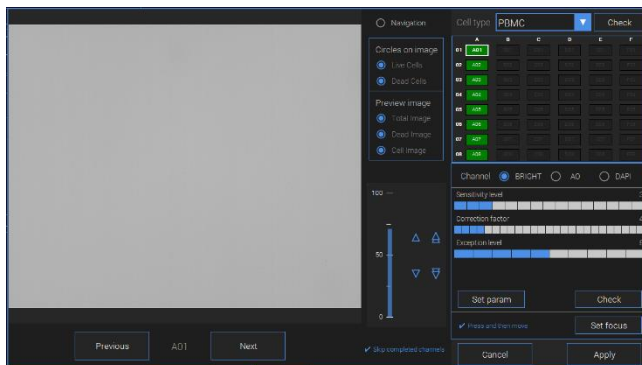 Navigation
Circles on image
Live Cells
Dead Cells
Preview image
Total Image
Dead Image
Cell Image
100
50
0
Skip completed channels
Previous A01 Next
Cell type PBMC Check
A B C D E F
01 A01
02 A02
03 A03
04 A04
05 A05
06 A06
07 A07
08 A08
Channel BRIGHT AO DAPI
Sensitivity level
Correction factor
Exception level
Set param Check
Press and then move Set focus
Cancel Apply